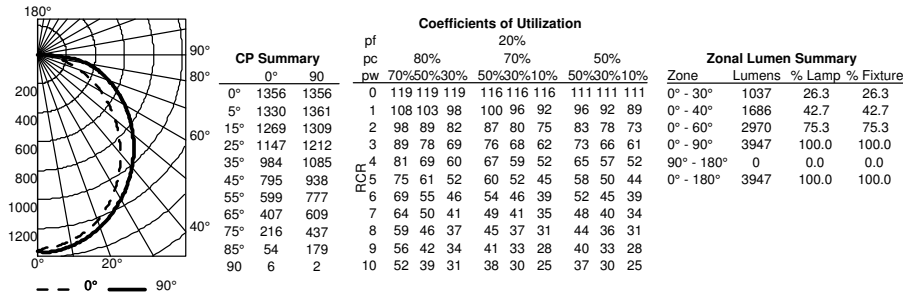 180°
90°
80°
60°
40°
20°
0°
200
400
600
800
1000
1200
0° 90°
CP Summary
0° 90
0° 1356 1356
5° 1330 1361
15° 1269 1309
25° 1147 1212
35° 984 1085
45° 795 938
55° 599 777
65° 407 609
75° 216 437
85° 54 179
90 6 2
Coefficients of Utilization
pf 20%
pc 80% 70% 50%
pw 70%50%30% 50%30%10% 50%30%10%
RCR
0 119 119 119 116 116 116 111 111 111
1 108 103 98 100 96 92 96 92 89
2 98 89 82 87 80 75 83 78 73
3 89 78 69 76 68 62 73 66 61
4 81 69 60 67 59 52 65 57 52
5 75 61 52 60 52 45 58 50 44
6 69 55 46 54 46 39 52 45 39
7 64 50 41 49 41 35 48 40 34
8 59 46 37 45 37 31 44 36 31
9 56 42 34 41 33 28 40 33 28
10 52 39 31 38 30 25 37 30 25
Zonal Lumen Summary
Zone Lumens % Lamp % Fixture
0° - 30° 1037 26.3 26.3
0° - 40° 1686 42.7 42.7
0° - 60° 2970 75.3 75.3
0° - 90° 3947 100.0 100.0
90° - 180° 0 0.0 0.0
0° - 180° 3947 100.0 100.0